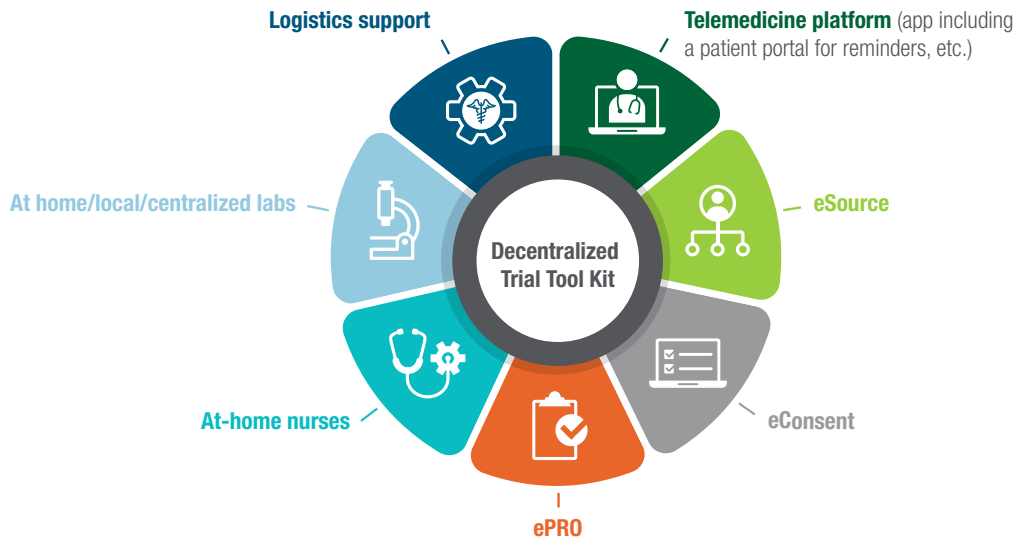 Logistics support
Telemedicine platform (app including
a patient portal for reminders, etc.)
At home/local/centralized labs
eSource
Decentralized
Trial Tool Kit
At-home nurses
eConsent
ePRO